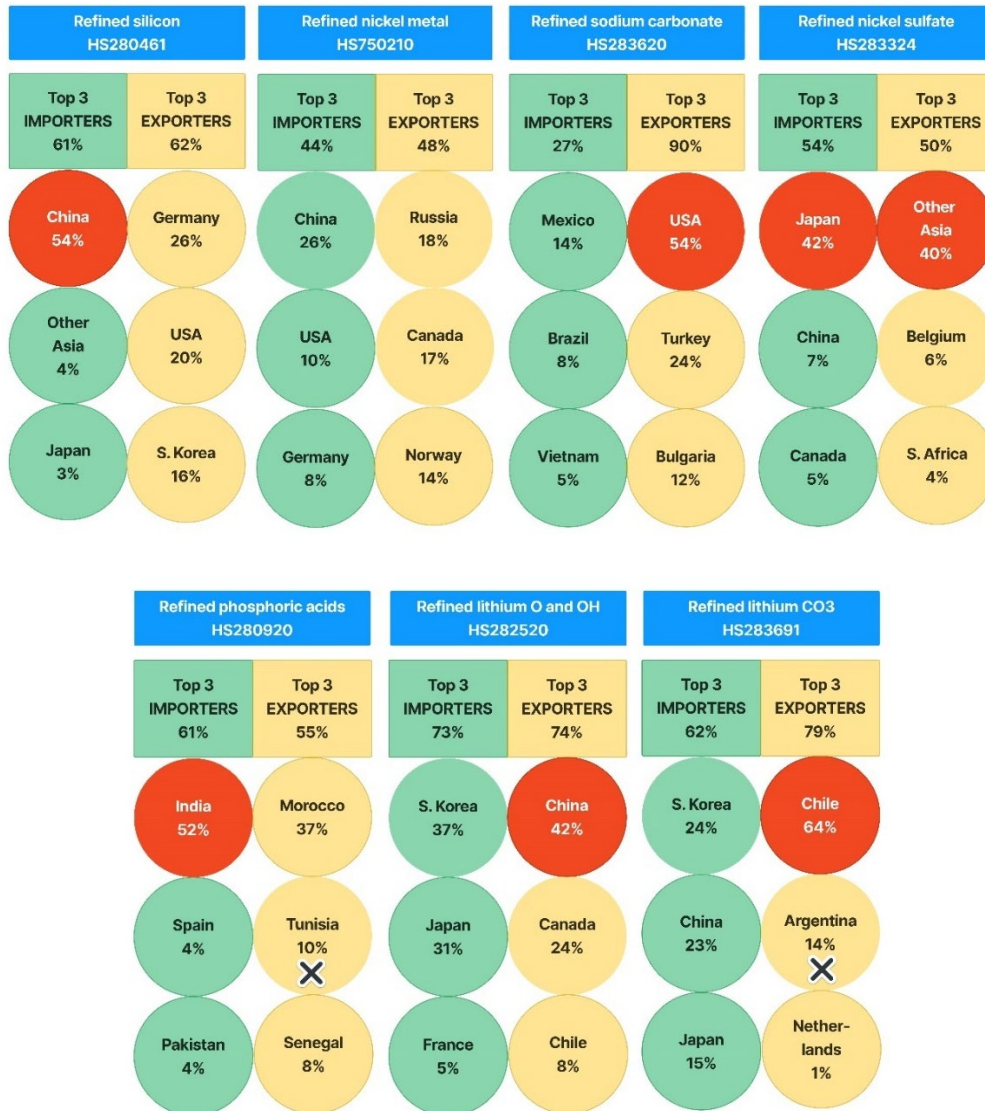 Refined silicon
HS280461
Top 3
IMPORTERS
61%
Top 3
EXPORTERS
62%
China
54%
Germany
26%
Other
Asia
4%
USA
20%
Japan
3%
S. Korea
16%
Refined nickel metal
HS750210
Top 3
IMPORTERS
44%
Top 3
EXPORTERS
48%
China
26%
Russia
18%
USA
10%
Canada
17%
Germany
8%
Norway
14%
Refined sodium carbonate
HS283620
Top 3
IMPORTERS
27%
Top 3
EXPORTERS
90%
Mexico
14%
USA
54%
Brazil
8%
Turkey
24%
Vietnam
5%
Bulgaria
12%
Refined nickel sulfate
HS283324
Top 3
IMPORTERS
54%
Top 3
EXPORTERS
50%
Japan
42%
Other
Asia
40%
China
7%
Belgium
6%
Canada
5%
S. Africa
4%
Refined phosphoric acids
HS280920
Top 3
IMPORTERS
61%
Top 3
EXPORTERS
55%
India
52%
Morocco
37%
Spain
4%
Tunisia
10%
Pakistan
4%
Senegal
8%
Refined lithium O and OH
HS282520
Top 3
IMPORTERS
73%
Top 3
EXPORTERS
74%
S. Korea
37%
China
42%
Japan
31%
Canada
24%
France
5%
Chile
8%
Refined lithium CO3
HS283691
Top 3
IMPORTERS
62%
Top 3
EXPORTERS
79%
S. Korea
24%
Chile
64%
China
23%
Argentina
14%
Japan
15%
Nether-
lands
1%